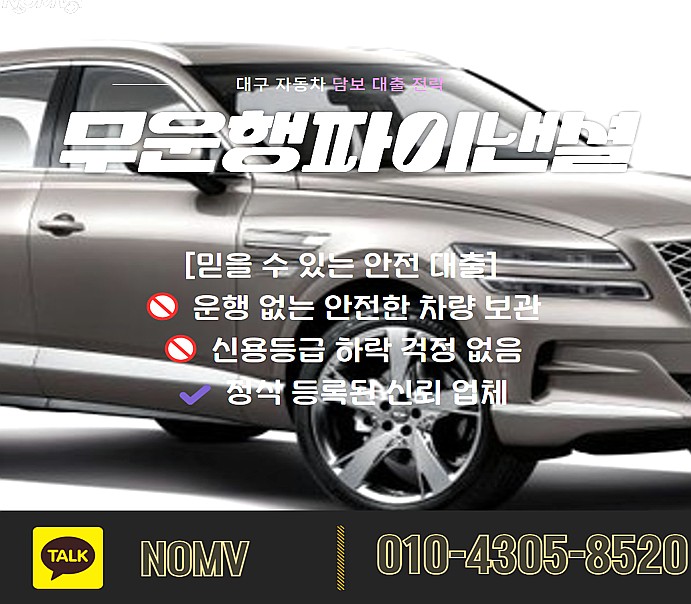 대구 자동차 담보 대출 전력
무운행파이낸셜
[믿을 수 있는 안전 대출]
운행 없는 안전한 차량 보관
신용등급 하락 걱정 없음
정식 등록된 신뢰 업체
TALK NOMV 010-4305-8520